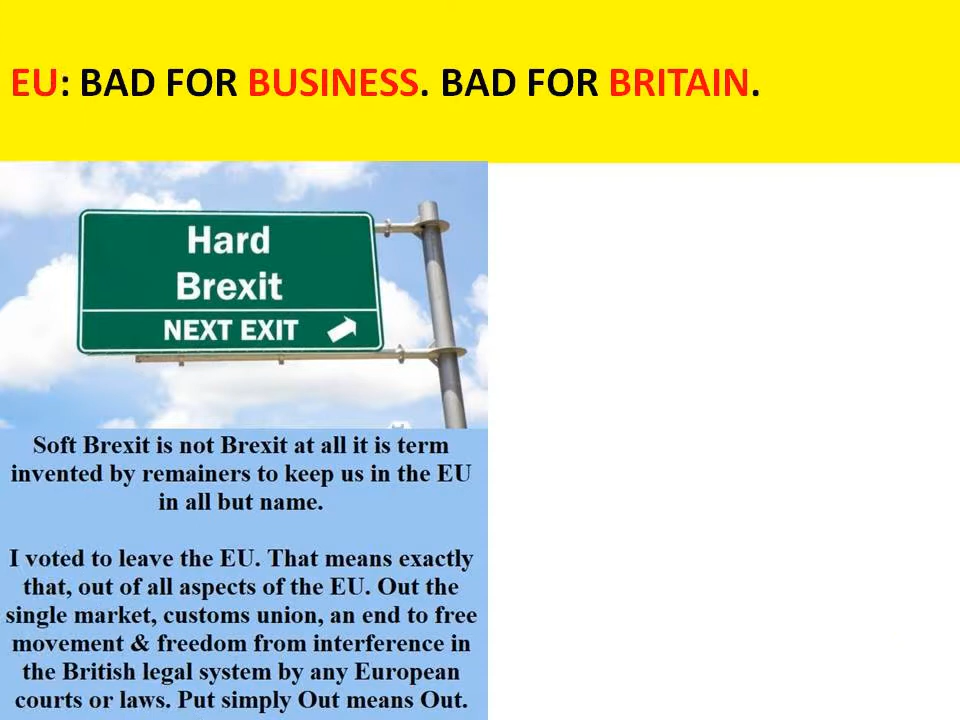 EU: BAD FOR BUSINESS. BAD FOR BRITAIN.
Hard
Brexit
NEXT EXIT
Soft Brexit is not Brexit at all it is term
invented by remainers to keep us in the EU
in all but name.
I voted to leave the EU. That means exactly
that, out of all aspects of the EU. Out the
single market, customs union, an end to free
movement & freedom from interference in
the British legal system by any European
courts or laws. Put simply Out means Out.